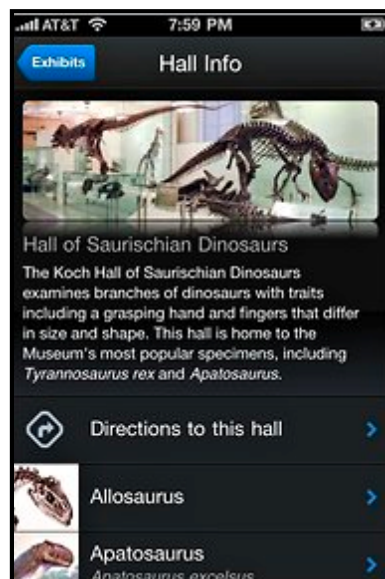 AT&T 7:59 PM
Exhibits Hall Info
Hall of Saurischian Dinosaurs
The Koch Hall of Saurischian Dinosaurs
examines branches of dinosaurs with traits
including a grasping hand and fingers that differ
in size and shape. This hall is home to the
Museum's most popular specimens, including
Tyrannosaurus rex and Apatosaurus.
Directions to this hall
Allosaurus
Apatosaurus
Apatosaurus excelsus